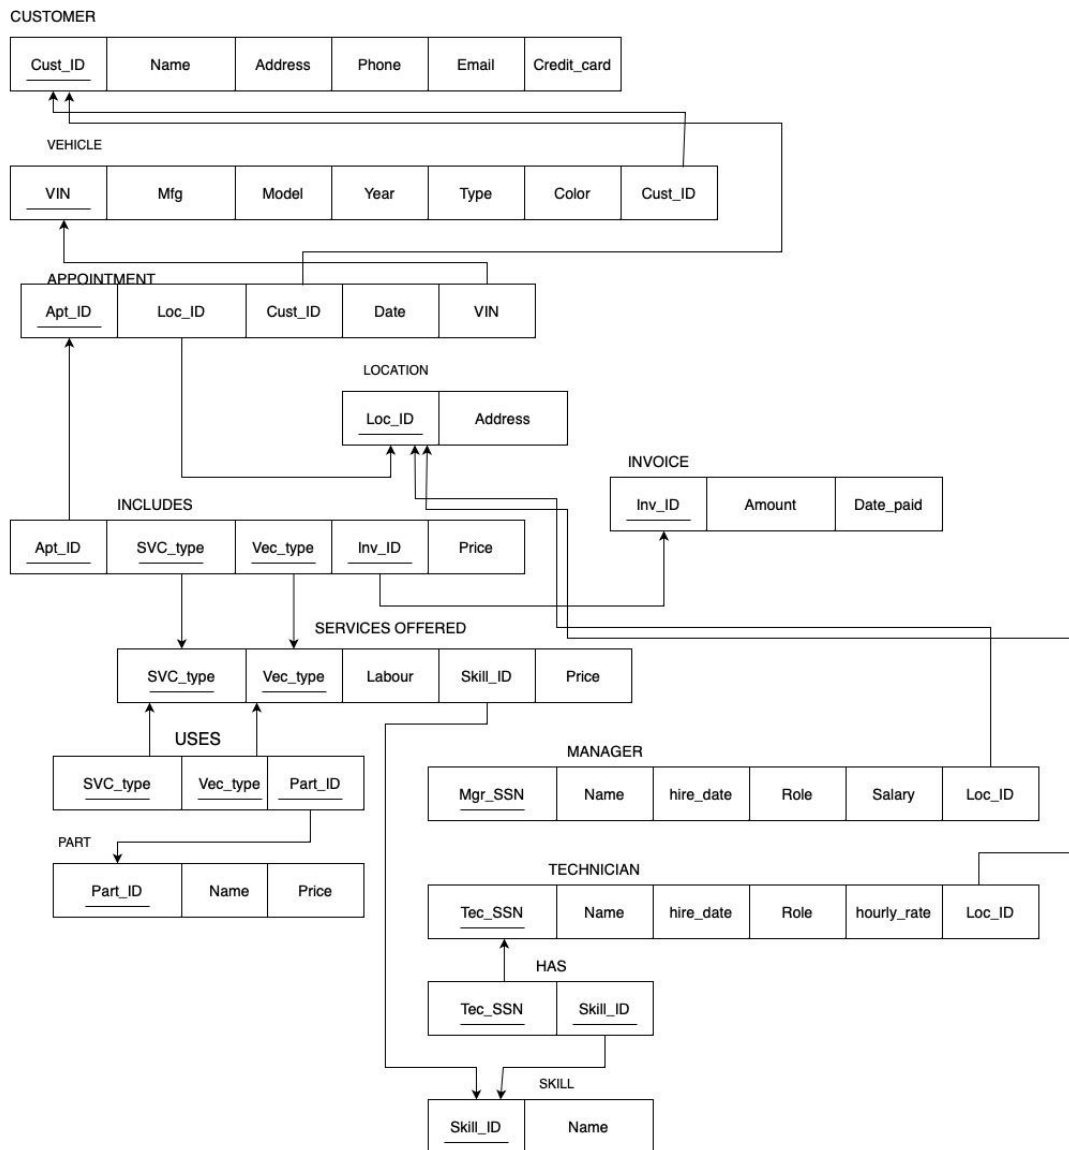 CUSTOMER
Cust_ID Name Address Phone Email Credit_card
VEHICLE
VIN Mfg Model Year Type Color Cust_ID
APPOINTMENT
Apt_ID Loc_ID Cust_ID Date VIN
LOCATION
Loc_ID Address
INVOICE
Inv_ID Amount Date_paid
INCLUDES
Apt_ID SVC_type Vec_type Inv_ID Price
SERVICES OFFERED
SVC_type Vec_type Labour Skill_ID Price
USES
SVC_type Vec_type Part_ID
MANAGER
Mgr_SSN Name hire_date Role Salary Loc_ID
PART
Part_ID Name Price
TECHNICIAN
Tec_SSN Name hire_date Role hourly_rate Loc_ID
HAS
Tec_SSN Skill_ID
SKILL
Skill_ID Name